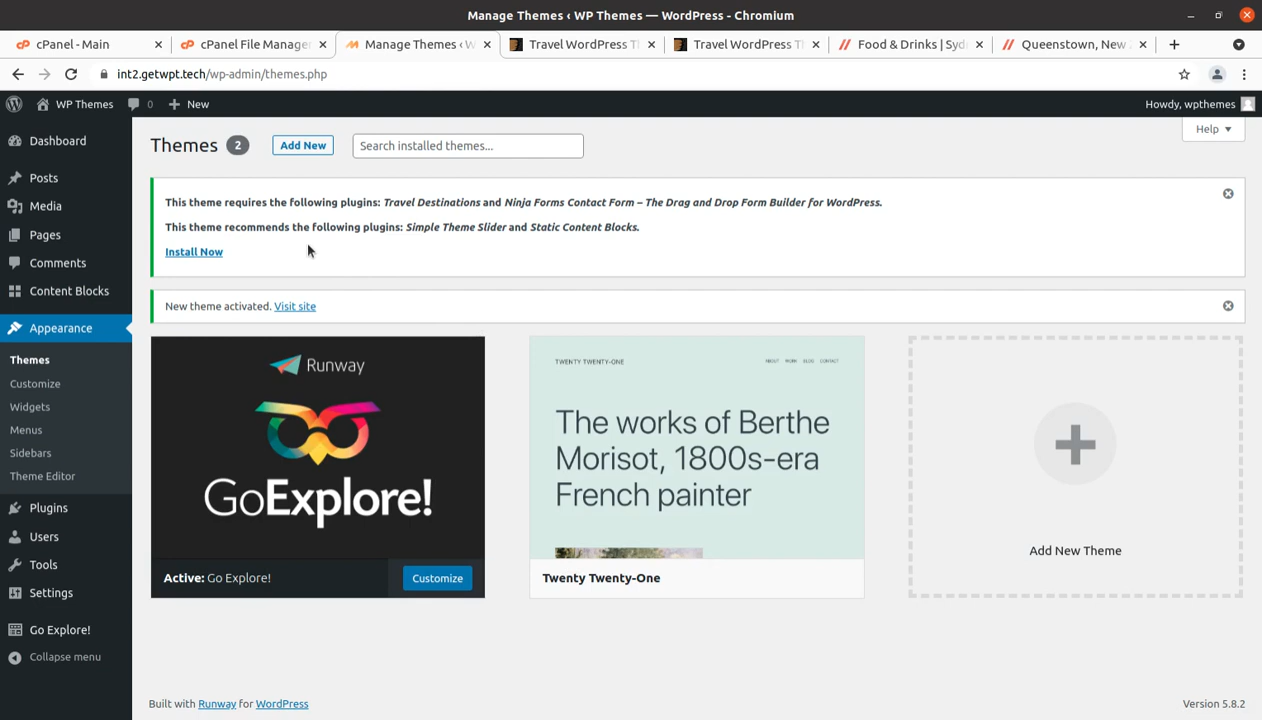 Manage Themes ‹ WP Themes — WordPress - Chromium
cPanel - Main
cPanel File Manage
Manage Themes ‹ W
Travel WordPress T
Travel WordPress T
Food & Drinks | Syd
Queenstown, New
int2.getwpt.tech/wp-admin/themes.php
WP Themes
0
New
Howdy, wpthemes
Dashboard
Posts
Media
Pages
Comments
Content Blocks
Appearance
Themes
Customize
Widgets
Menus
Sidebars
Theme Editor
Plugins
Users
Tools
Settings
Go Explore!
Collapse menu
Themes 2
Add New
Search installed themes...
Help
This theme requires the following plugins: Travel Destinations and Ninja Forms Contact Form – The Drag and Drop Form Builder for WordPress.
This theme recommends the following plugins: Simple Theme Slider and Static Content Blocks.
Install Now
New theme activated. Visit site
Runway
GoExplore!
Active: Go Explore!
Customize
TWENTY TWENTY-ONE
ABOUT WORK BLOG CONTACT
The works of Berthe
Morisot, 1800s-era
French painter
Twenty Twenty-One
Add New Theme
Built with Runway for WordPress
Version 5.8.2